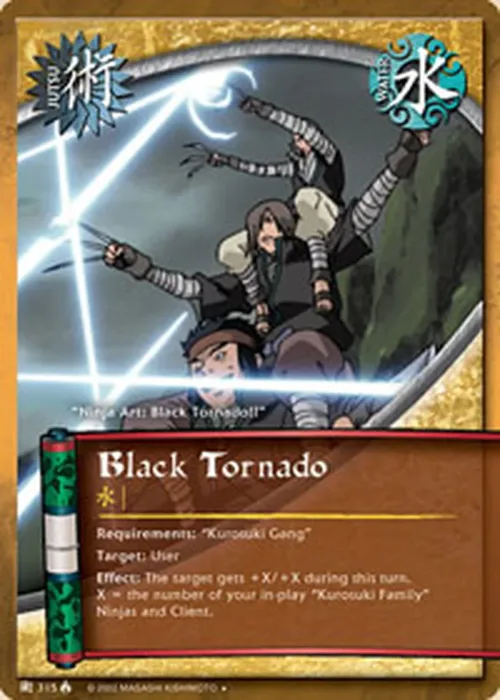 JUTSU 術
WATER 水
"Ninja Art: Black Tornado!!"
Black Tornado
水1
Requirements: "Kurosuki Gang"
Target: User
Effect: The target gets +X/+X during this turn.
X = the number of your in-play "Kurosuki Family"
Ninjas and Client.
315
© 2002 MASASHI KISHIMOTO